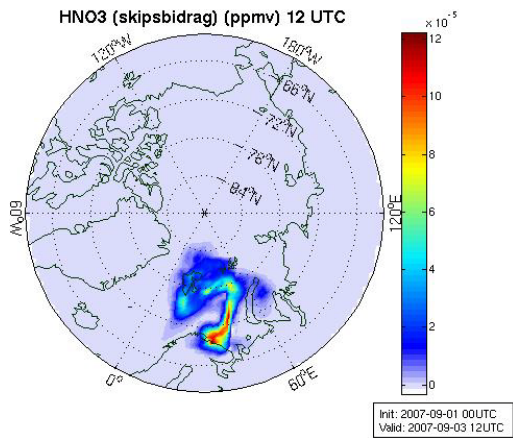 HNO3 (skipsbidrag) (ppmv) 12 UTC
x 10 -5
120°W
180°W
66°N
72°N
78°N
84°N
60°W
120°E
0°
60°E
12
10
8
6
4
2
0
Init: 2007-09-01 00UTC
Valid: 2007-09-03 12UTC